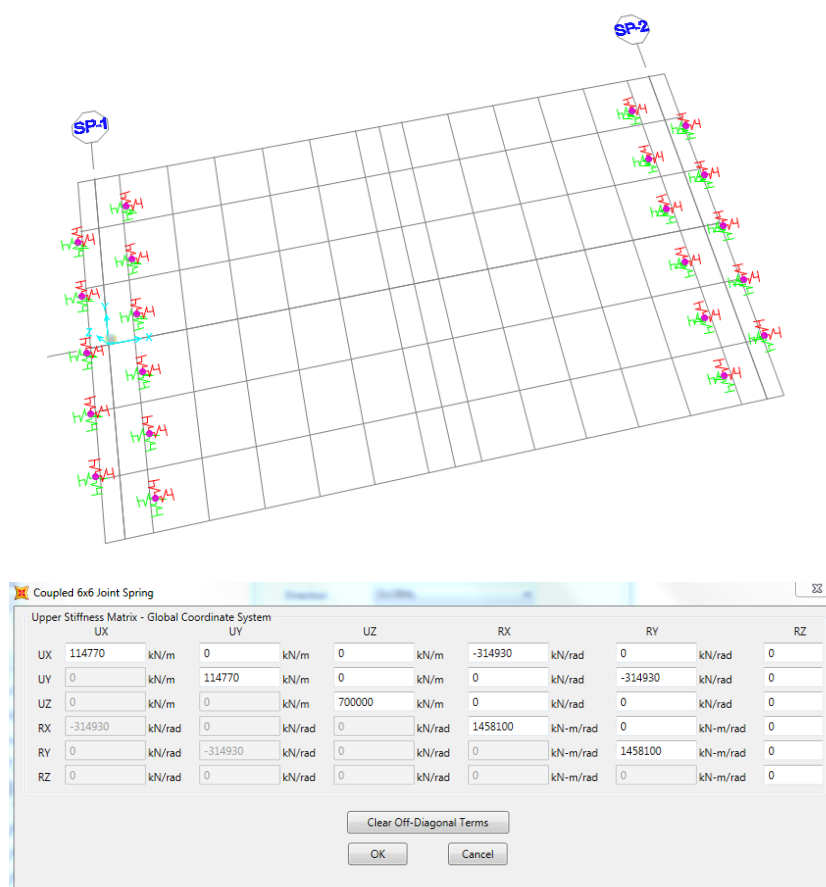 SP-2
SP-1
Y
Z
X
Coupled 6x6 Joint Spring
Upper Stiffness Matrix - Global Coordinate System
UX UY UZ RX RY RZ
UX 114770 kN/m 0 kN/m 0 kN/m -314930 kN/rad 0 kN/rad 0
UY 0 kN/m 114770 kN/m 0 kN/m 0 kN/rad -314930 kN/rad 0
UZ 0 kN/m 0 kN/m 700000 kN/m 0 kN/rad 0 kN/rad 0
RX -314930 kN/rad 0 kN/rad 0 kN/rad 1458100 kN-m/rad 0 kN-m/rad 0
RY 0 kN/rad -314930 kN/rad 0 kN/rad 0 kN-m/rad 1458100 kN-m/rad 0
RZ 0 kN/rad 0 kN/rad 0 kN/rad 0 kN-m/rad 0 kN-m/rad 0
Clear Off-Diagonal Terms
OK Cancel